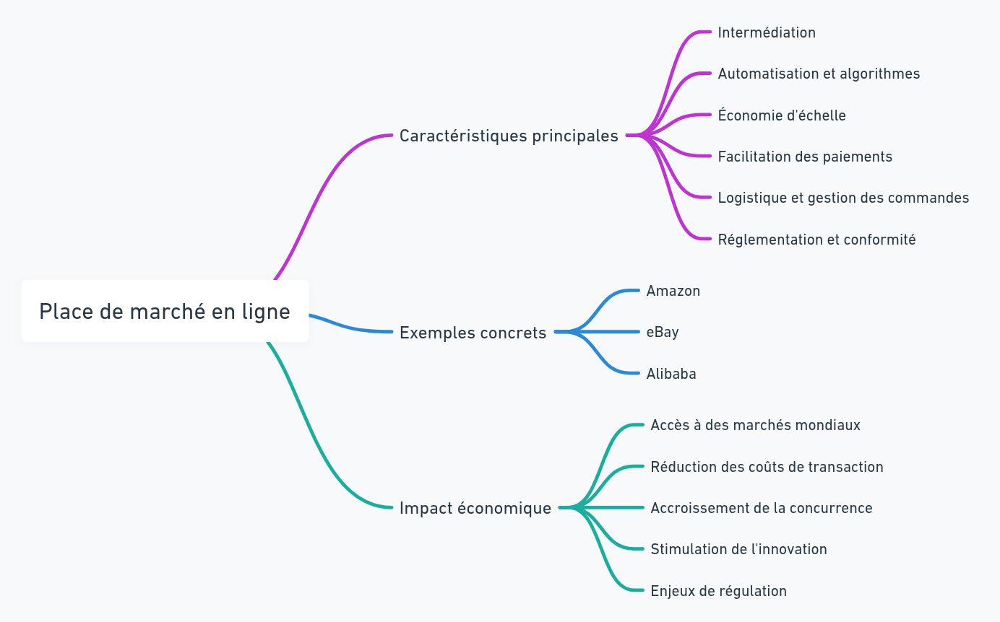 Place de marché en ligne
Caractéristiques principales
Intermédiation
Automatisation et algorithmes
Économie d'échelle
Facilitation des paiements
Logistique et gestion des commandes
Réglementation et conformité
Exemples concrets
Amazon
eBay
Alibaba
Impact économique
Accès à des marchés mondiaux
Réduction des coûts de transaction
Accroissement de la concurrence
Stimulation de l'innovation
Enjeux de régulation